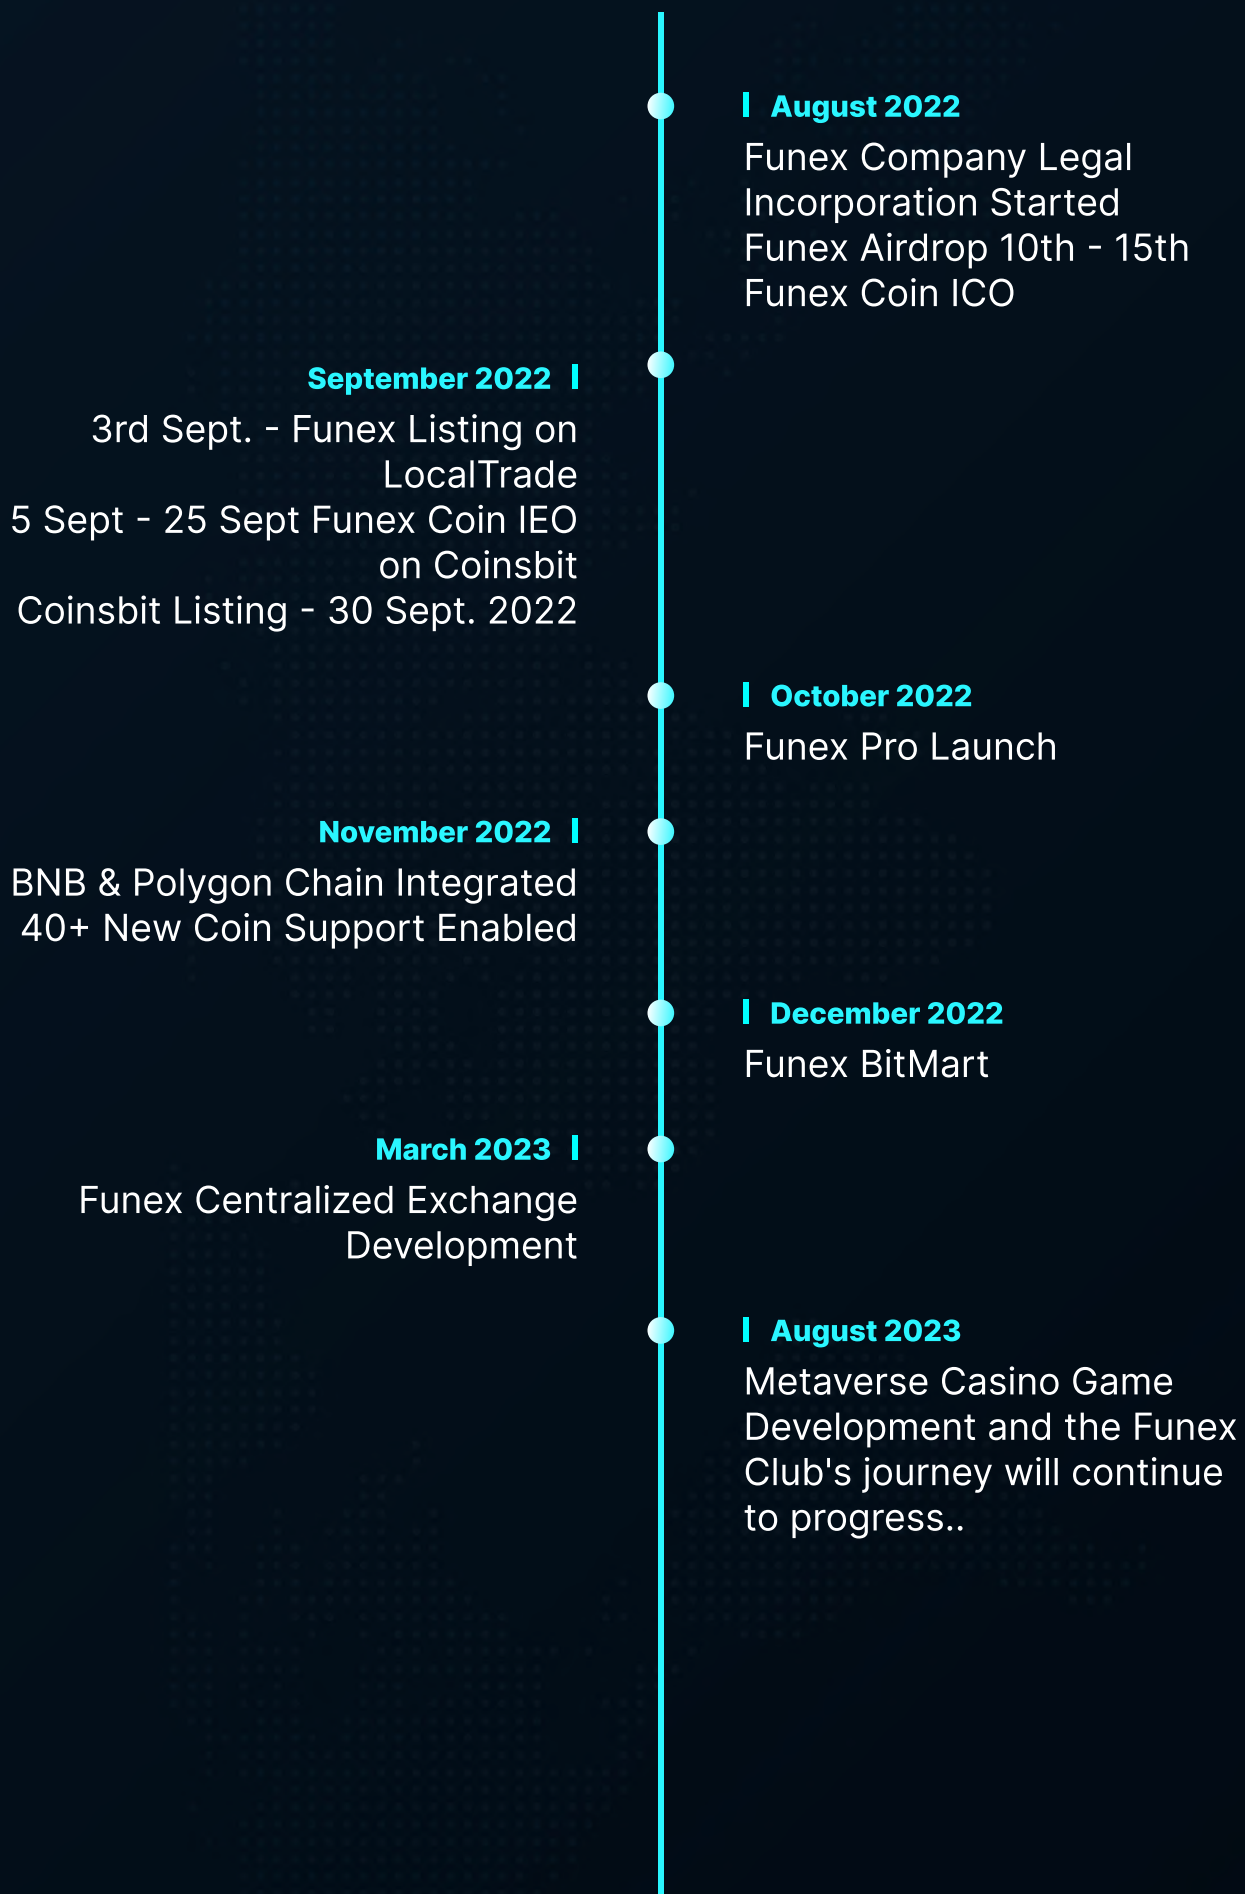 August 2022
Funex Company Legal
Incorporation Started
Funex Airdrop 10th - 15th
Funex Coin ICO
September 2022
3rd Sept. - Funex Listing on
LocalTrade
5 Sept - 25 Sept Funex Coin IEO
on Coinsbit
Coinsbit Listing - 30 Sept. 2022
October 2022
Funex Pro Launch
November 2022
BNB & Polygon Chain Integrated
40+ New Coin Support Enabled
December 2022
Funex BitMart
March 2023
Funex Centralized Exchange
Development
August 2023
Metaverse Casino Game
Development and the Funex
Club's journey will continue
to progress..